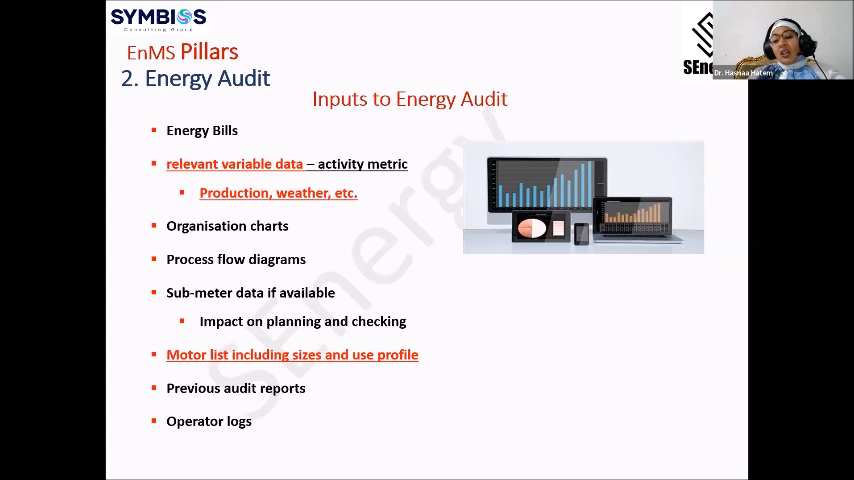 SYMBIOS
Consulting Group
EnMS Pillars
2. Energy Audit
SEn
Dr. Hasnaa Hatem
Inputs to Energy Audit
Energy Bills
relevant variable data – activity metric
Production, weather, etc.
Organisation charts
Process flow diagrams
Sub-meter data if available
Impact on planning and checking
Motor list including sizes and use profile
Previous audit reports
Operator logs
SEnergy